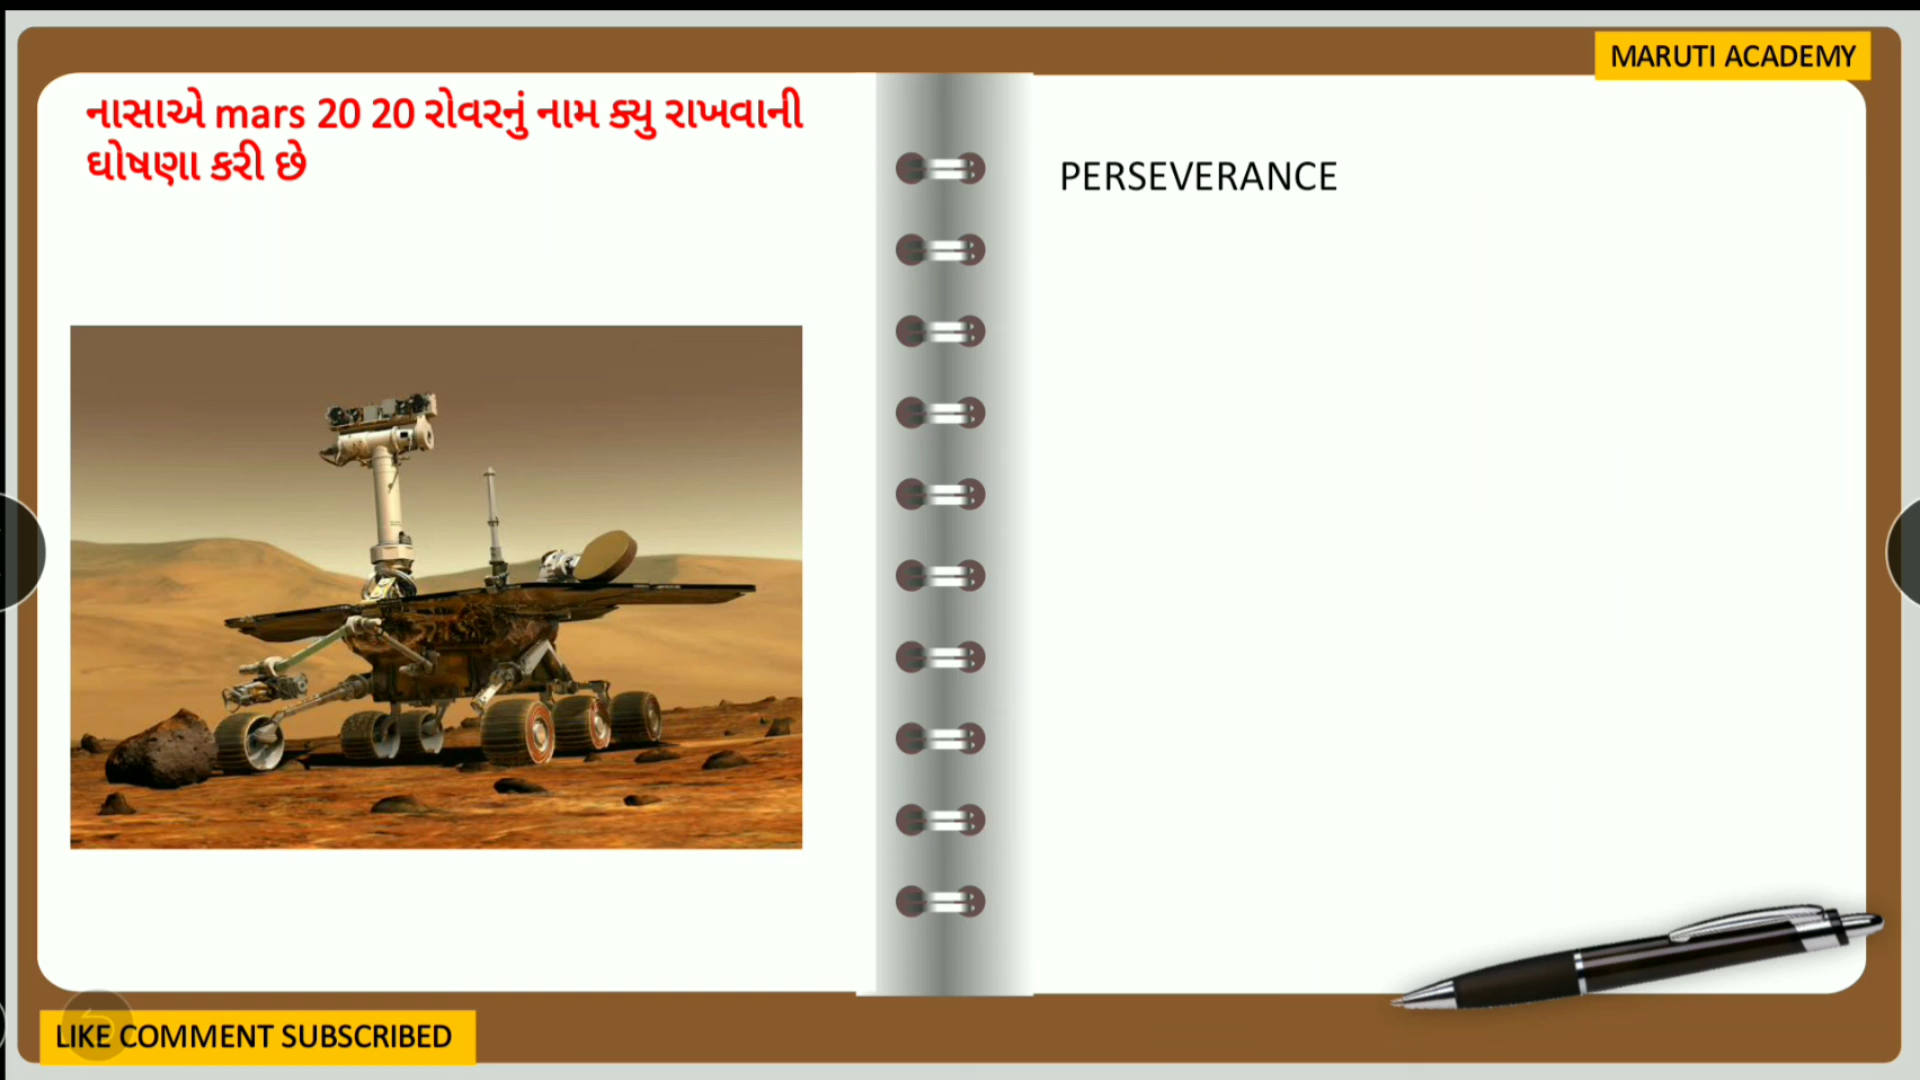 MARUTI ACADEMY
નાસાએ mars 20 20 રોવરનું નામ ક્યુ રાખવાની
ઘોષણા કરી છે
PERSEVERANCE
LIKE COMMENT SUBSCRIBED